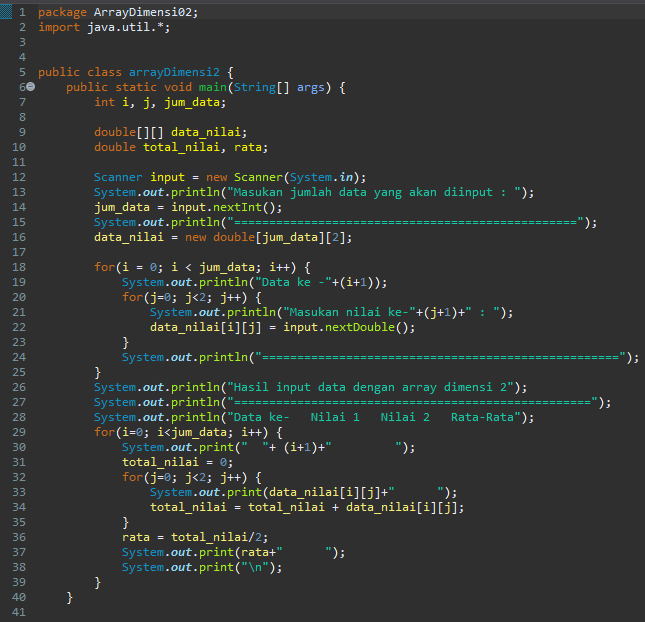 1 package ArrayDimensi02;
2 import java.util.*;
3
4
5 public class arrayDimensi2 {
6     public static void main(String[] args) {
7         int i, j, jum_data;
8
9         double[][] data_nilai;
10         double total_nilai, rata;
11
12         Scanner input = new Scanner(System.in);
13         System.out.println("Masukan jumlah data yang akan diinput : ");
14         jum_data = input.nextInt();
15         System.out.println("=================================================");
16         data_nilai = new double[jum_data][2];
17
18         for(i = 0; i < jum_data; i++) {
19             System.out.println("Data ke -"+(i+1));
20             for(j=0; j<2; j++) {
21                 System.out.println("Masukan nilai ke-"+(j+1)+" : ");
22                 data_nilai[i][j] = input.nextDouble();
23             }
24             System.out.println("===================================================");
25         }
26         System.out.println("Hasil input data dengan array dimensi 2");
27         System.out.println("===================================================");
28         System.out.println("Data ke-   Nilai 1   Nilai 2   Rata-Rata");
29         for(i=0; i<jum_data; i++) {
30             System.out.print("  "+ (i+1)+"         ");
31             total_nilai = 0;
32             for(j=0; j<2; j++) {
33                 System.out.print(data_nilai[i][j]+"      ");
34                 total_nilai = total_nilai + data_nilai[i][j];
35             }
36             rata = total_nilai/2;
37             System.out.print(rata+"      ");
38             System.out.print("\n");
39         }
40     }
41